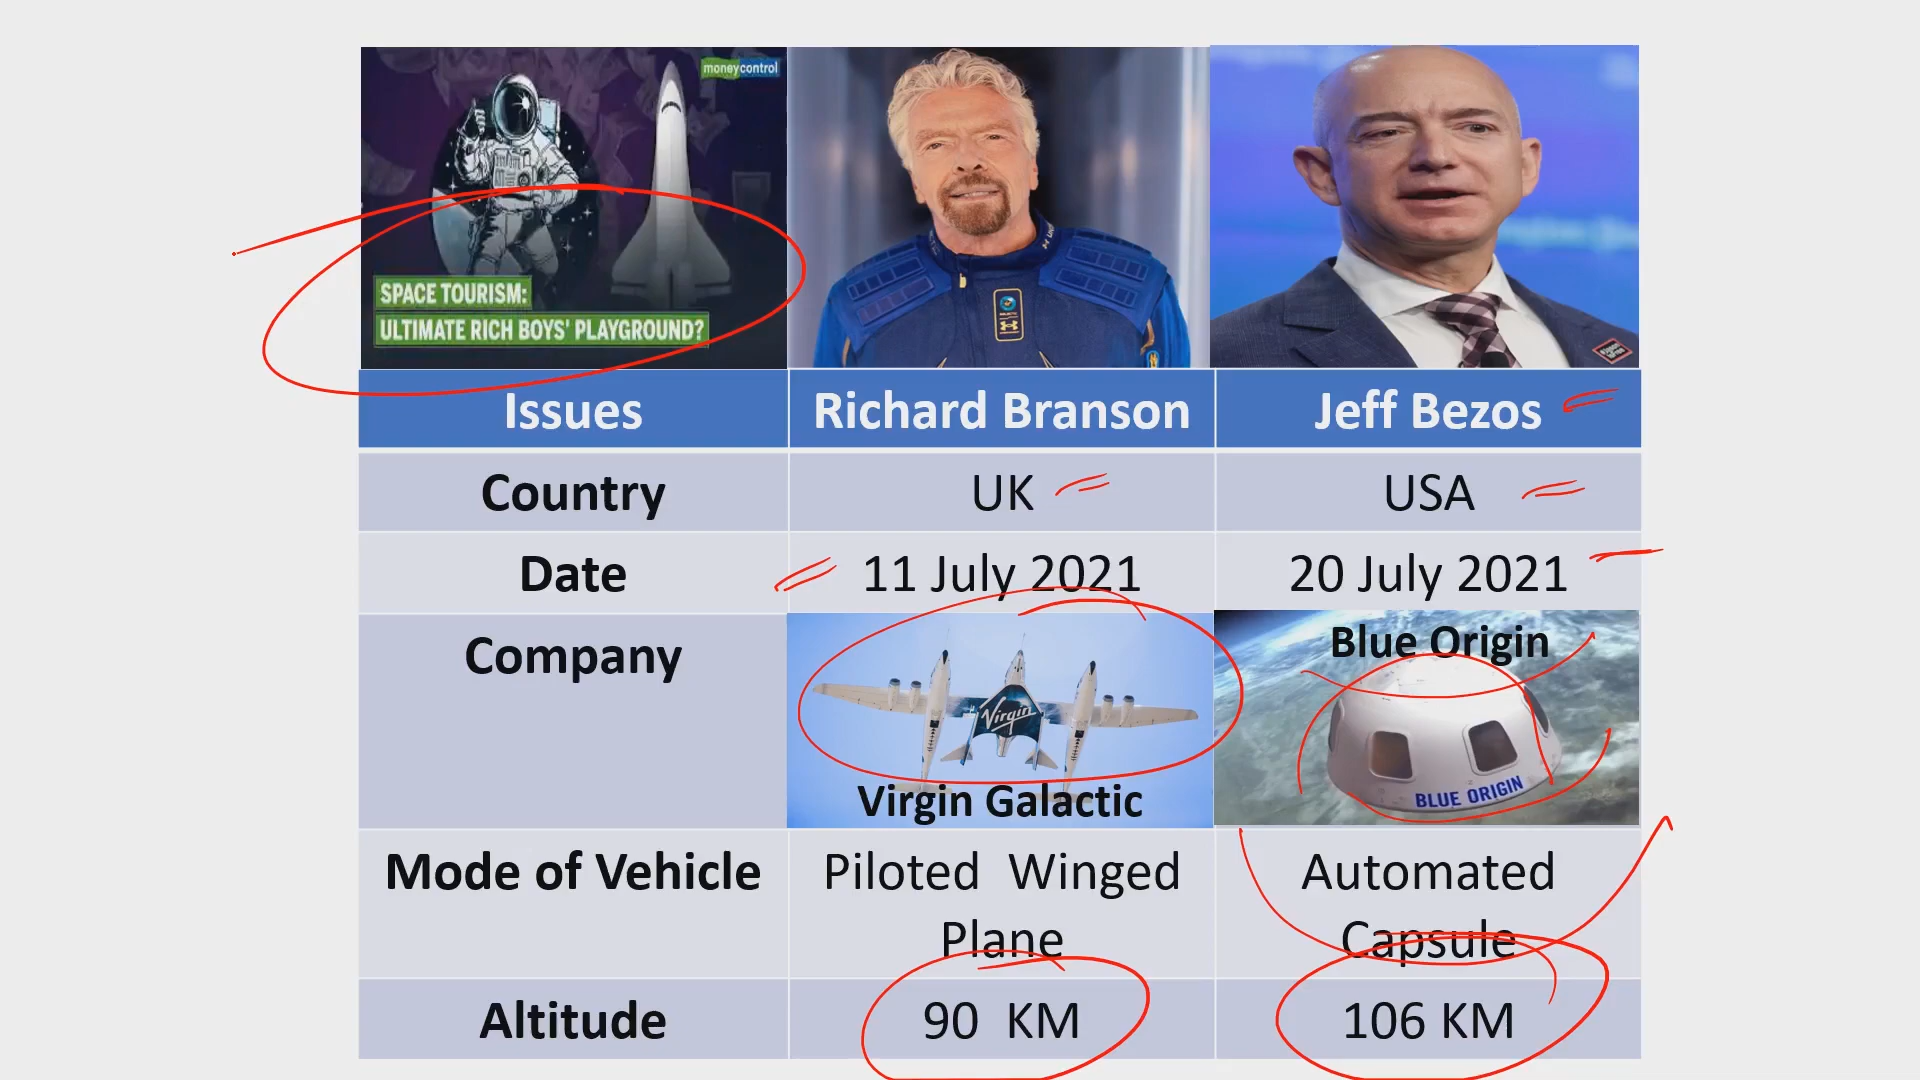 moneycontrol
SPACE TOURISM:
ULTIMATE RICH BOYS' PLAYGROUND?
Issues
Richard Branson
Jeff Bezos
Country
UK
USA
Date
11 July 2021
20 July 2021
Company
Virgin
Virgin Galactic
Blue Origin
BLUE ORIGIN
Mode of Vehicle
Piloted Winged
Plane
Automated
Capsule
Altitude
90 KM
106 KM